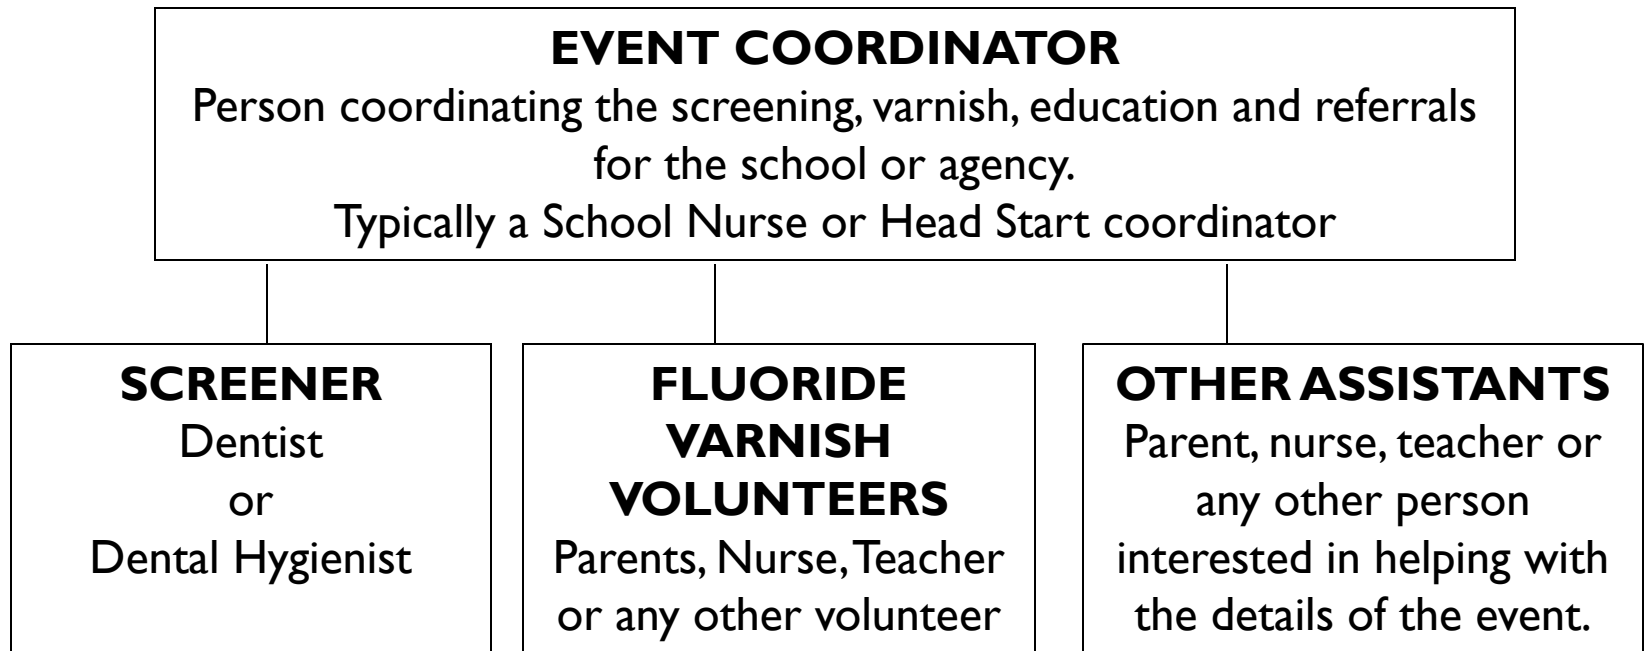 EVENT COORDINATOR
Person coordinating the screening, varnish, education and referrals
for the school or agency.
Typically a School Nurse or Head Start coordinator
SCREENER
Dentist
or
Dental Hygienist
FLUORIDE
VARNISH
VOLUNTEERS
Parents, Nurse, Teacher
or any other volunteer
OTHER ASSISTANTS
Parent, nurse, teacher or
any other person
interested in helping with
the details of the event.